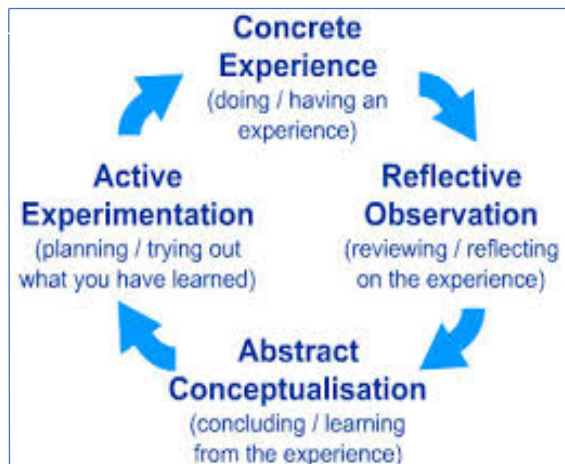 Concrete
Experience
(doing / having an
experience)
Active
Experimentation
(planning / trying out
what you have learned)
Reflective
Observation
(reviewing / reflecting
on the experience)
Abstract
Conceptualisation
(concluding / learning
from the experience)